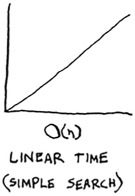 O(n)
LINEAR TIME
(SIMPLE SEARCH)